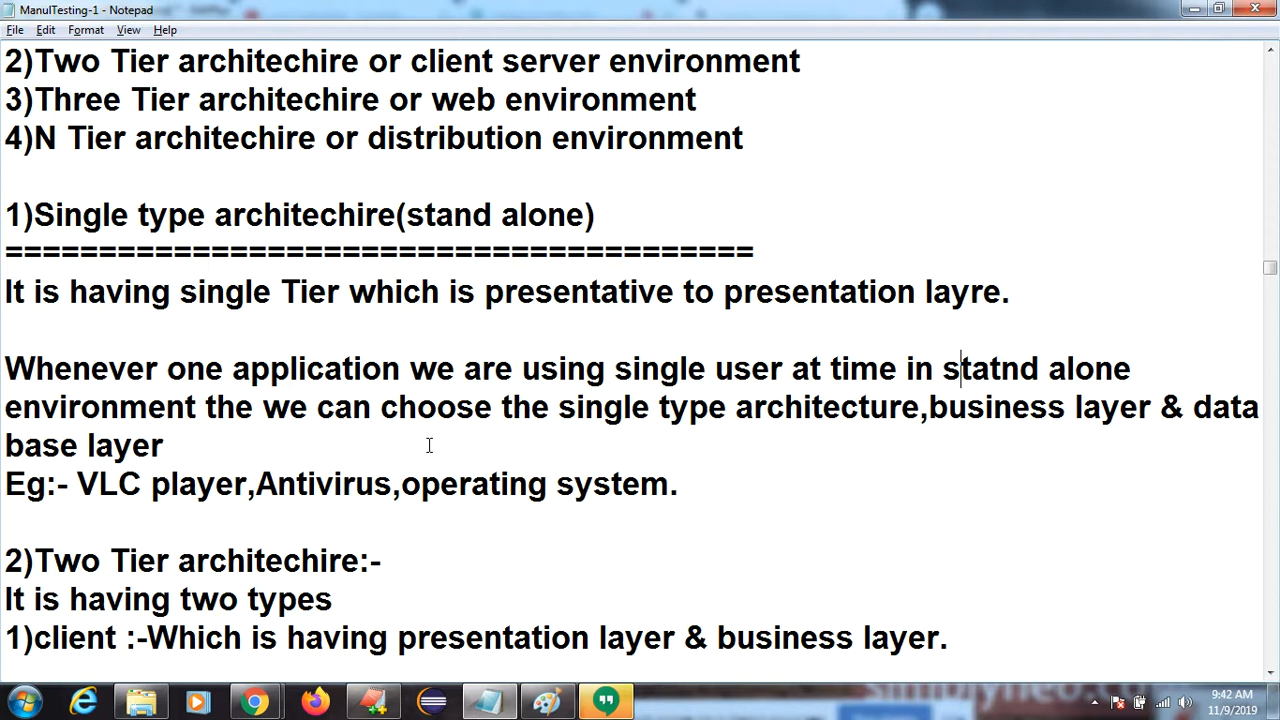 ManulTesting-1 - Notepad
File Edit Format View Help
2)Two Tier architechire or client server environment
3)Three Tier architechire or web environment
4)N Tier architechire or distribution environment
1)Single type architechire(stand alone)
========================================
It is having single Tier which is presentative to presentation layre.
Whenever one application we are using single user at time in statnd alone
environment the we can choose the single type architecture,business layer & data
base layer
Eg:- VLC player,Antivirus,operating system.
2)Two Tier architechire:-
It is having two types
1)client :-Which is having presentation layer & business layer.
9:42 AM
11/9/2019